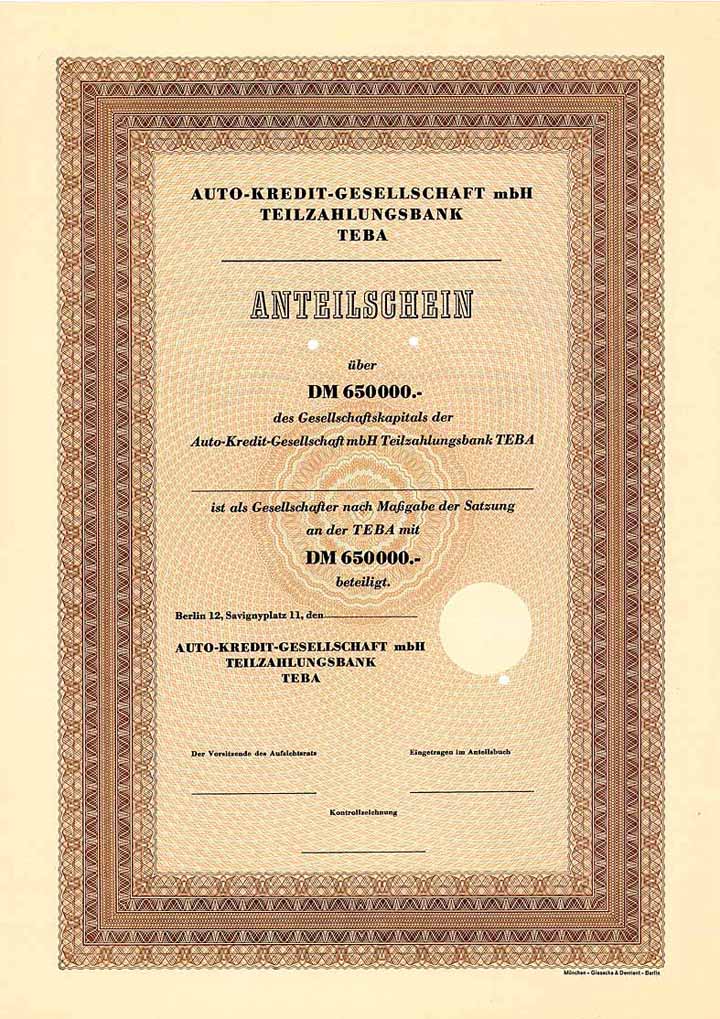 AUTO-KREDIT-GESELLSCHAFT mbH
TEILZAHLUNGSBANK
TEBA
ANTEILSCHEIN
über
DM 650000.-
des Gesellschaftskapitals der
Auto-Kredit-Gesellschaft mbH Teilzahlungsbank TEBA
ist als Gesellschafter nach Maßgabe der Satzung
an der TEBA mit
DM 650000.-
beteiligt.
Berlin 12, Savignyplatz 11, den
AUTO-KREDIT-GESELLSCHAFT mbH
TEILZAHLUNGSBANK
TEBA
Der Vorsitzende des Aufsichtsrats
Eingetragen im Anteilsbuch
Kontrollzeichnung
München - Giesecke & Devrient - Berlin